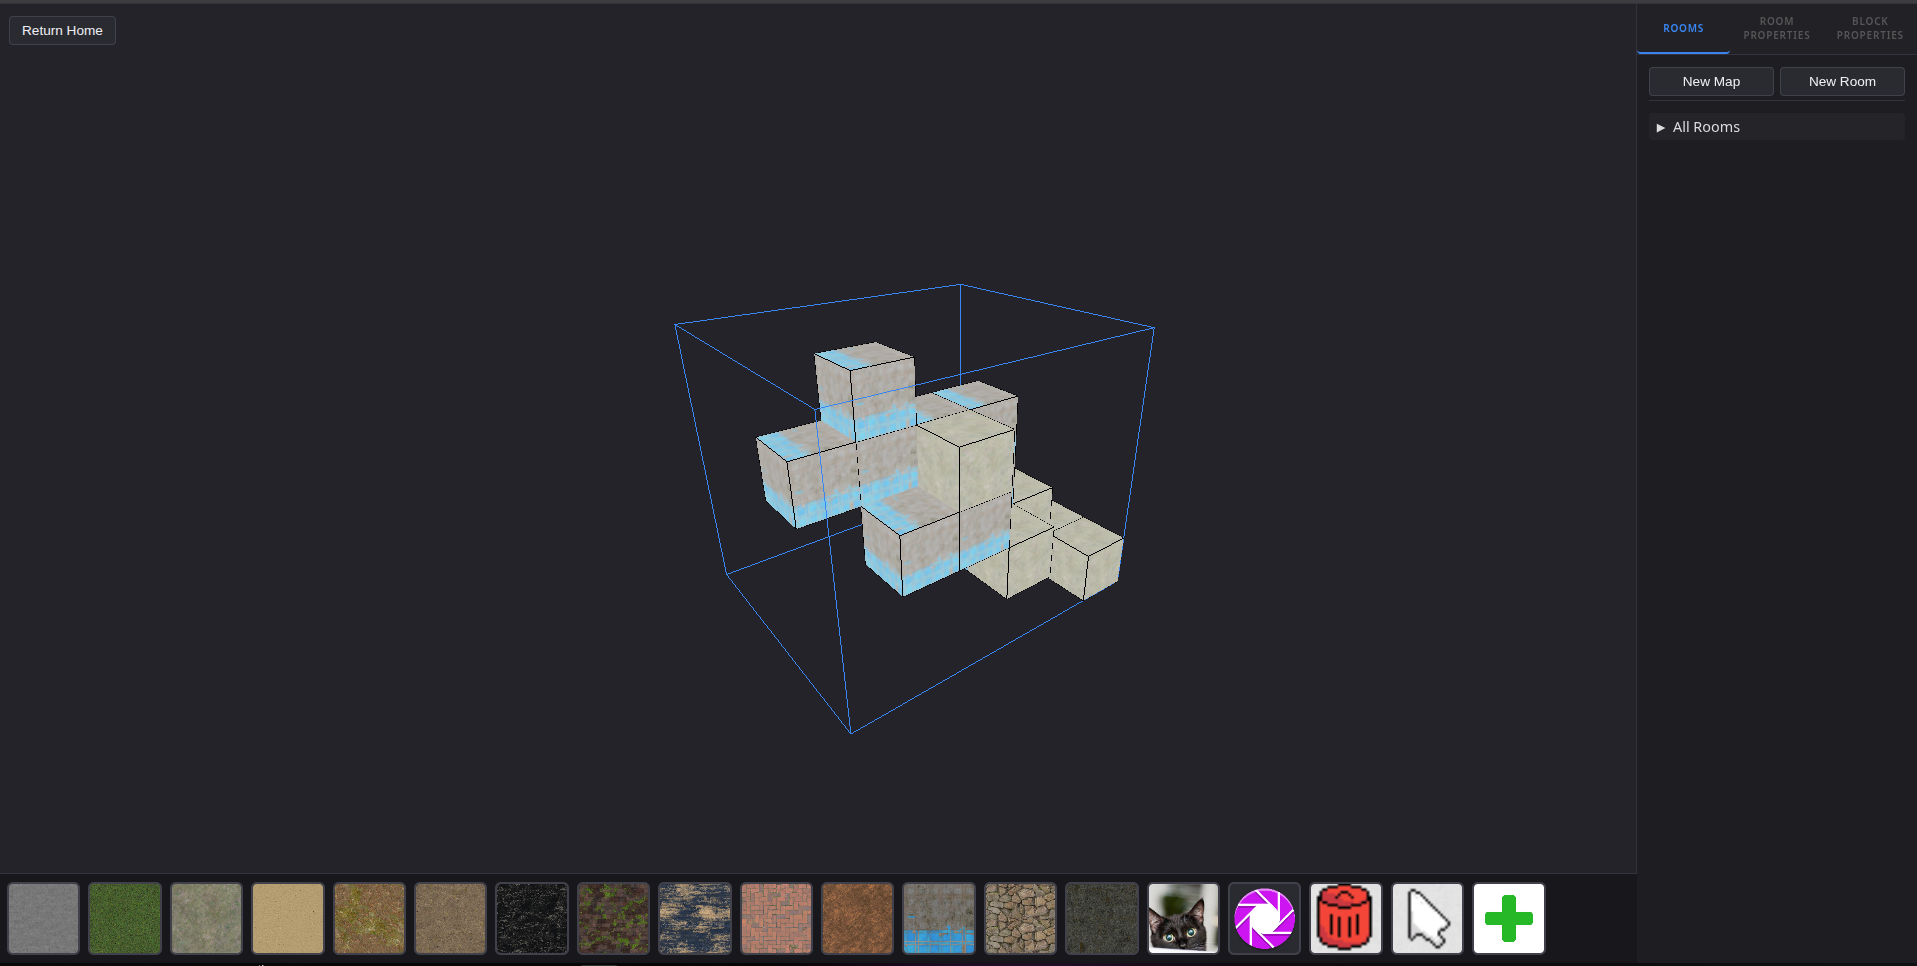 Return Home
ROOMS
ROOM
PROPERTIES
BLOCK
PROPERTIES
New Map
New Room
▶ All Rooms